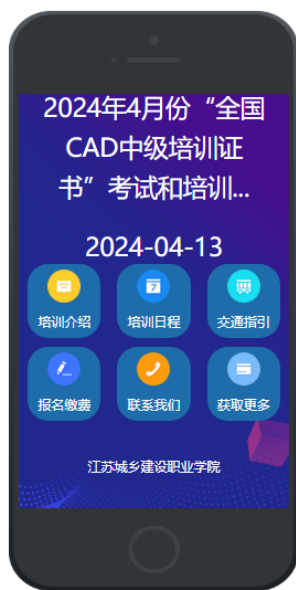 2024年4月份“全国
CAD中级培训证
书”考试和培训...
2024-04-13
培训介绍 培训日程 交通指引
7
报名缴费 联系我们 获取更多
江苏城乡建设职业学院